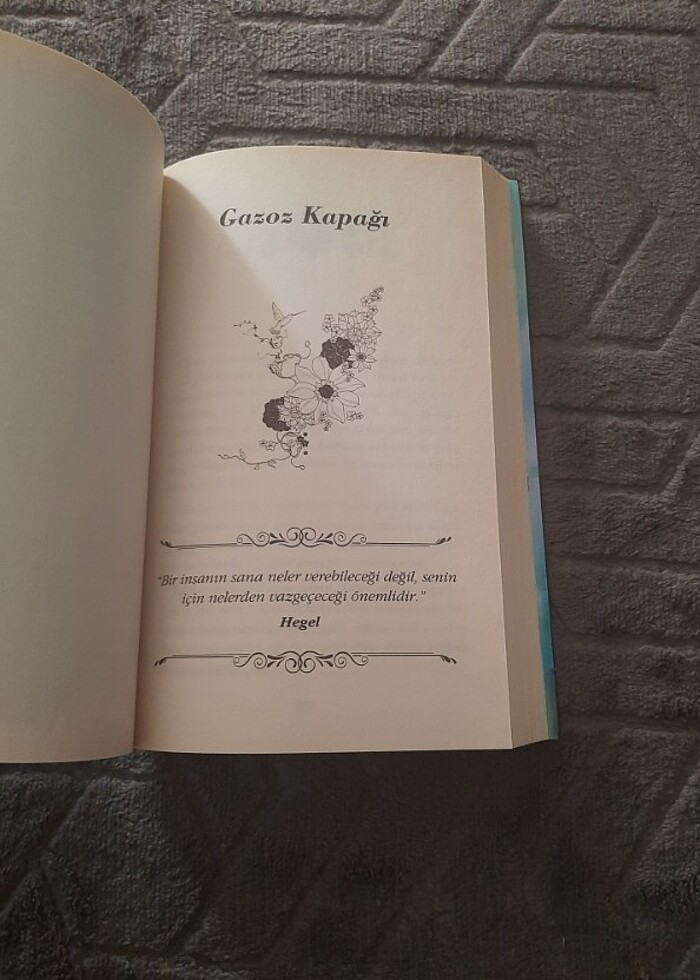 Gazoz Kapağı
"Bir insanın sana neler verebileceği değil, senin
için nelerden vazgeçeceği önemlidir."
Hegel